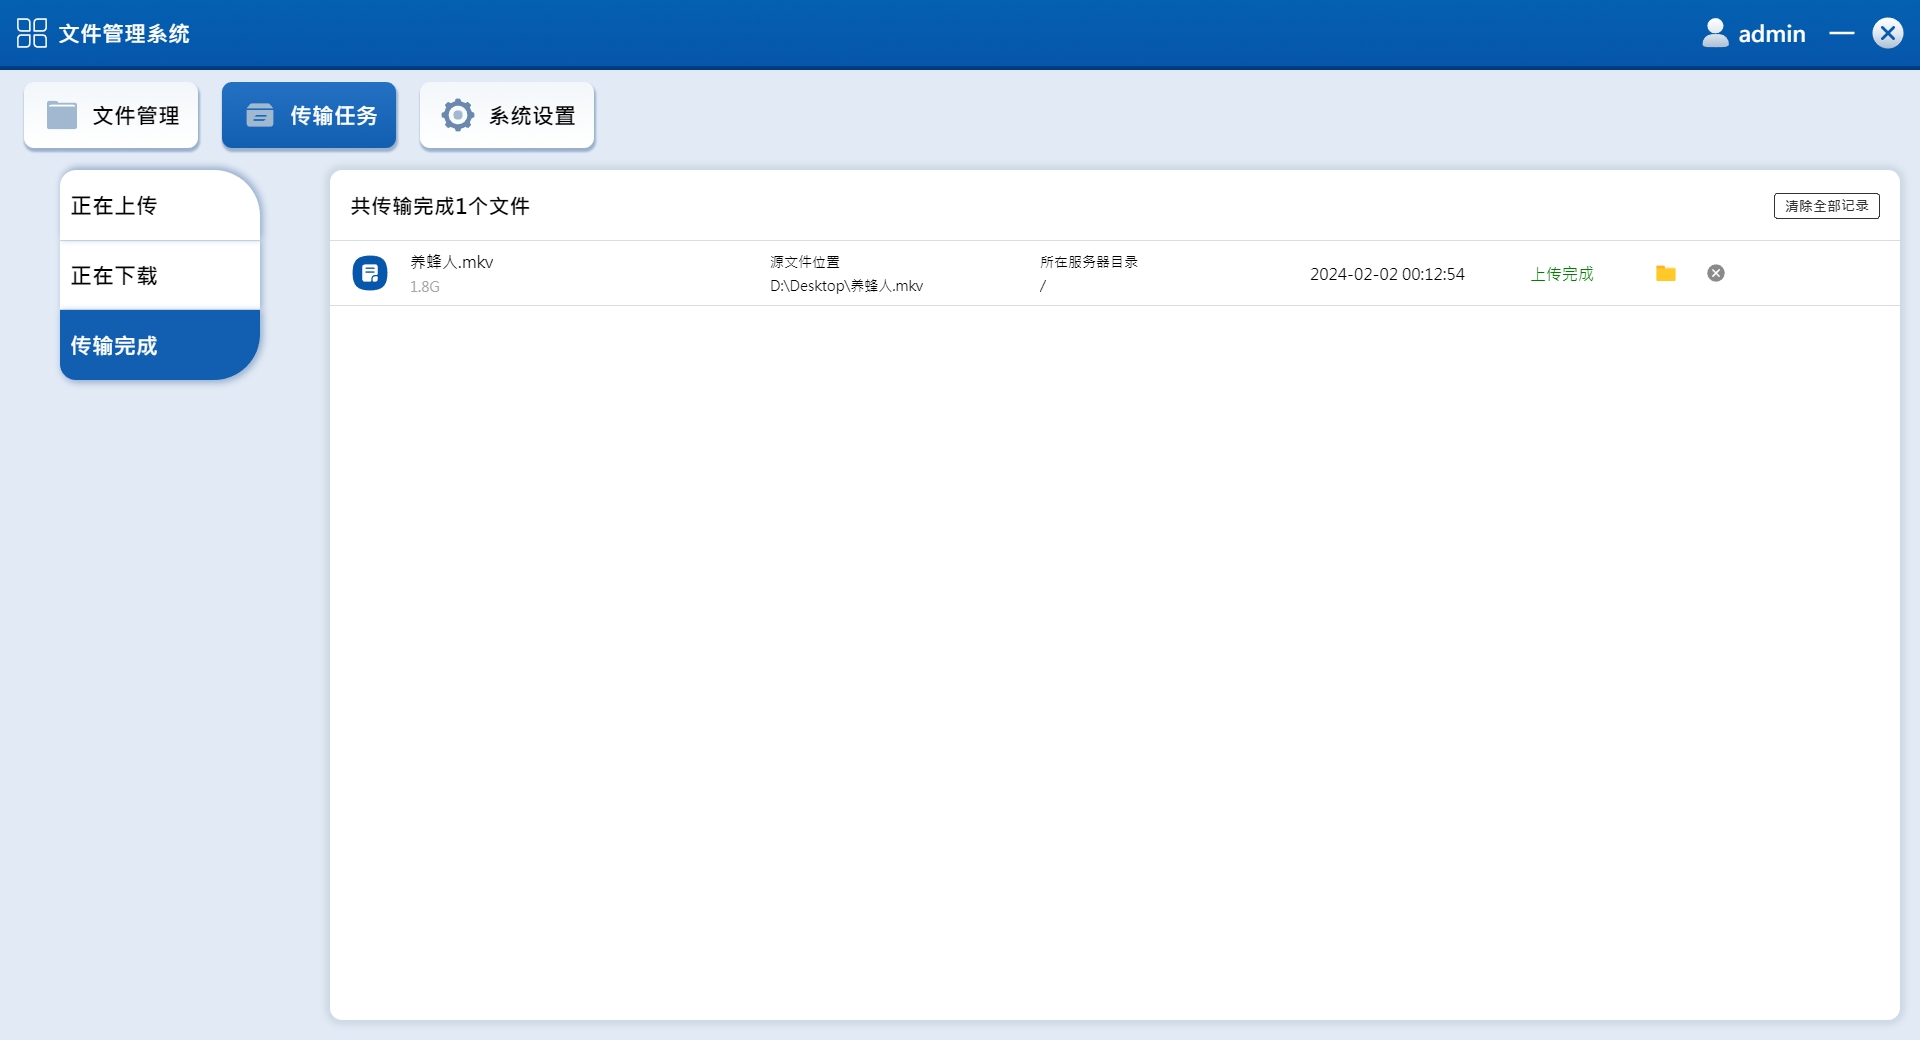 文件管理系统
admin
文件管理
传输任务
系统设置
正在上传
正在下载
传输完成
共传输完成1个文件
清除全部记录
养蜂人.mkv
1.8G
源文件位置
D:\Desktop\养蜂人.mkv
所在服务器目录
/
2024-02-02 00:12:54
上传完成